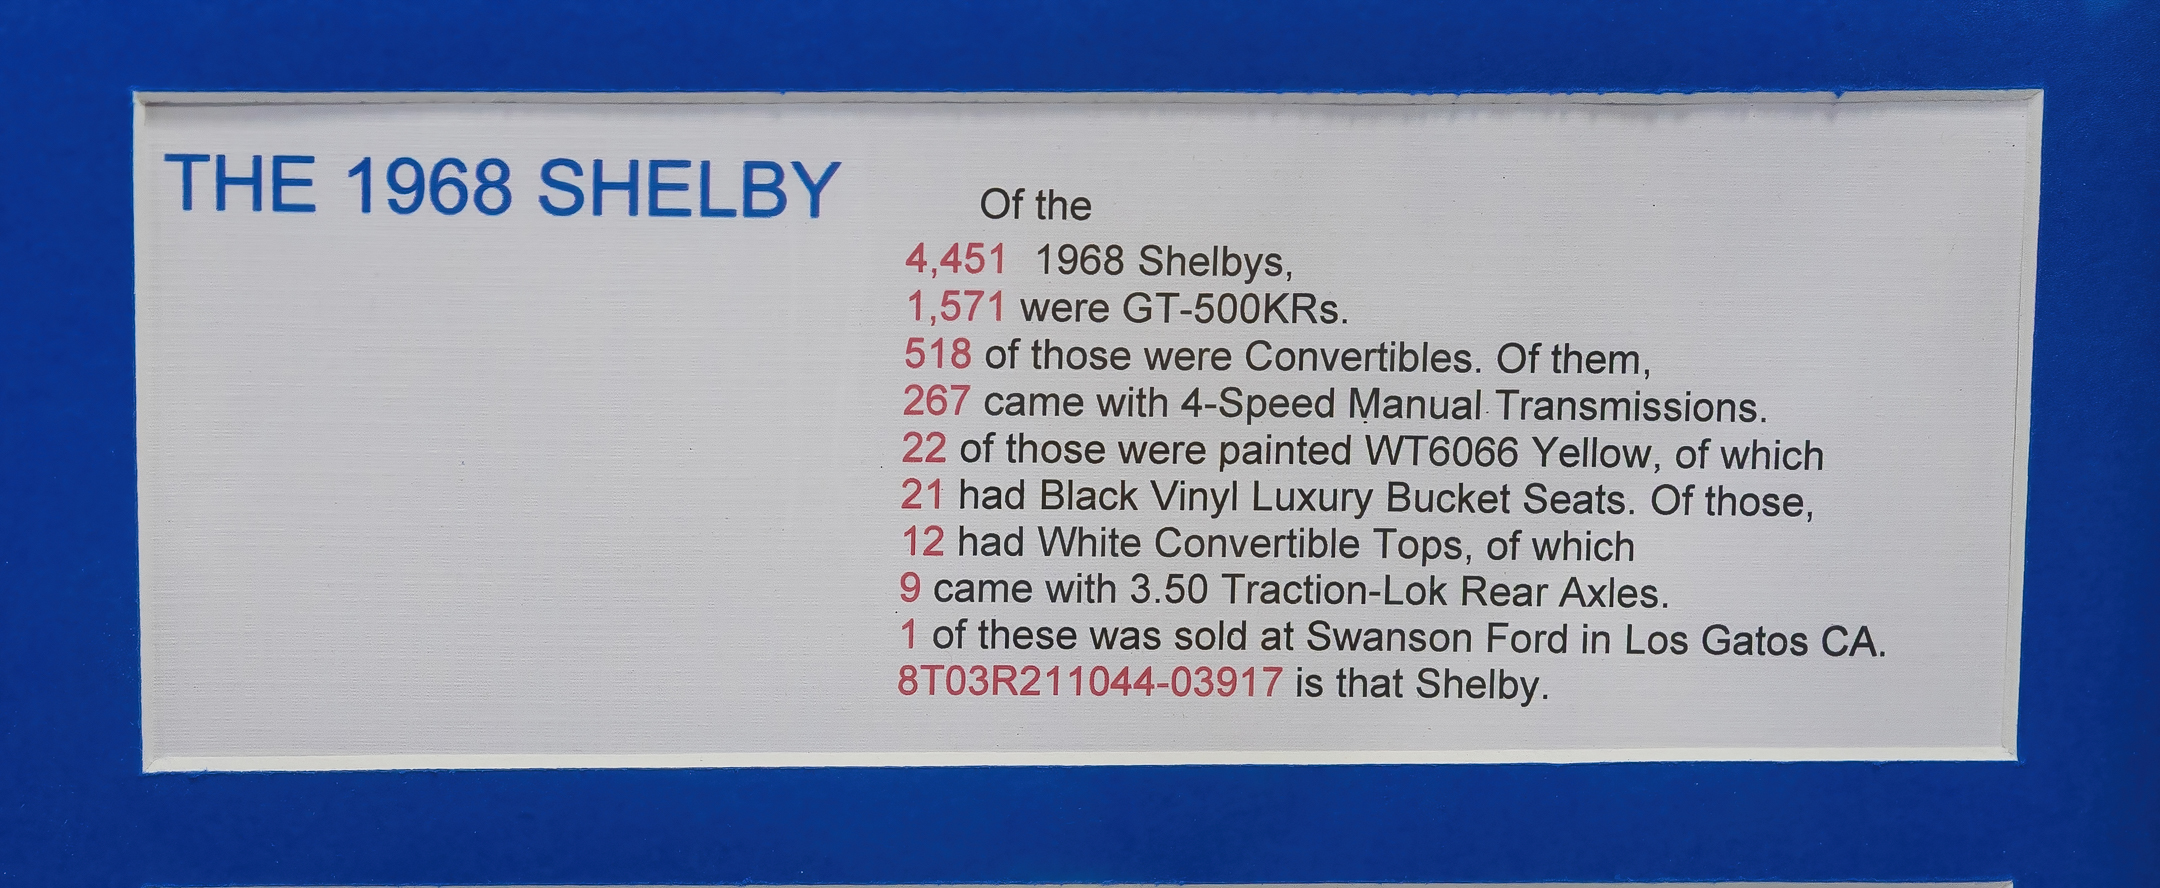 THE 1968 SHELBY
Of the
4,451 1968 Shelbys,
1,571 were GT-500KRs.
518 of those were Convertibles. Of them,
267 came with 4-Speed Manual Transmissions.
22 of those were painted WT6066 Yellow, of which
21 had Black Vinyl Luxury Bucket Seats. Of those,
12 had White Convertible Tops, of which
9 came with 3.50 Traction-Lok Rear Axles.
1 of these was sold at Swanson Ford in Los Gatos CA.
8T03R211044-03917 is that Shelby.